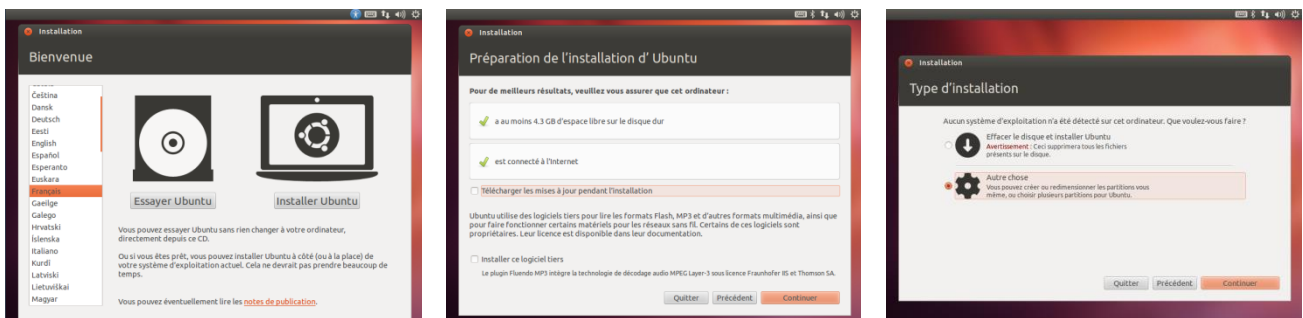 Installation
Bienvenue
Čeština
Dansk
Deutsch
Eesti
English
Español
Esperanto
Euskara
Français
Gaeilge
Galego
Hrvatski
Íslenska
Italiano
Kurdî
Latviski
Lietuviškai
Magyar
Essayer Ubuntu
Installer Ubuntu
Vous pouvez essayer Ubuntu sans rien changer à votre ordinateur,
directement depuis ce CD.
Ou si vous êtes prêt, vous pouvez installer Ubuntu à côté (ou à la place) de
votre système d'exploitation actuel. Cela ne devrait pas prendre beaucoup de
temps.
Vous pouvez éventuellement lire les notes de publication.
Installation
Préparation de l'installation d' Ubuntu
Pour de meilleurs résultats, veuillez vous assurer que cet ordinateur :
a au moins 4.3 GB d'espace libre sur le disque dur
est connecté à l'Internet
Télécharger les mises à jour pendant l'installation
Ubuntu utilise des logiciels tiers pour lire les formats Flash, MP3 et d'autres formats multimédia, ainsi que
pour faire fonctionner certains matériels pour les réseaux sans fil. Certains de ces logiciels sont
propriétaires. Leur licence est disponible dans leur documentation.
Installer ce logiciel tiers
Le plugin Fluendo MP3 intègre la technologie de décodage audio MPEG Layer-3 sous licence Fraunhofer IIS et Thomson SA.
Quitter
Précédent
Continuer
Installation
Type d'installation
Aucun système d'exploitation n'a été détecté sur cet ordinateur. Que voulez-vous faire ?
Effacer le disque et installer Ubuntu
Avertissement : Ceci supprimera tous les fichiers
présents sur le disque.
Autre chose
Vous pouvez créer ou redimensionner les partitions vous
même, ou choisir plusieurs partitions pour Ubuntu.
Quitter
Précédent
Continuer